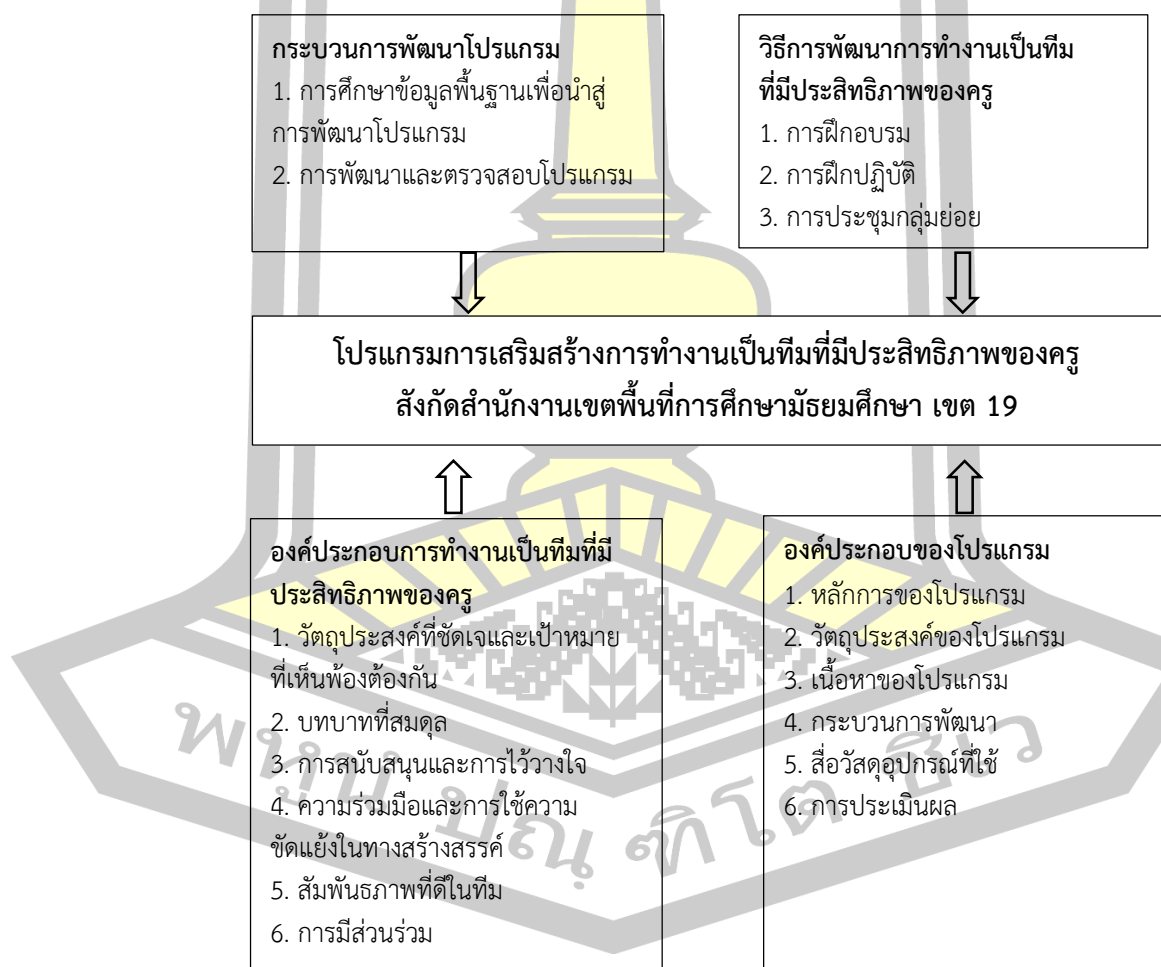 กระบวนการพัฒนาโปรแกรม
1. การศึกษาข้อมูลพื้นฐานเพื่อนำสู่
การพัฒนาโปรแกรม
2. การพัฒนาและตรวจสอบโปรแกรม
วิธีการพัฒนาการทำงานเป็นทีม
ที่มีประสิทธิภาพของครู
1. การฝึกอบรม
2. การฝึกปฏิบัติ
3. การประชุมกลุ่มย่อย
โปรแกรมการเสริมสร้างการทำงานเป็นทีมที่มีประสิทธิภาพของครู
สังกัดสำนักงานเขตพื้นที่การศึกษามัธยมศึกษา เขต 19
องค์ประกอบการทำงานเป็นทีมที่มี
ประสิทธิภาพของครู
1. วัตถุประสงค์ที่ชัดเจและเป้าหมาย
ที่เห็นพ้องต้องกัน
2. บทบาทที่สมดุล
3. การสนับสนุนและการไว้วางใจ
4. ความร่วมมือและการใช้ความ
ขัดแย้งในทางสร้างสรรค์
5. สัมพันธภาพที่ดีในทีม
6. การมีส่วนร่วม
องค์ประกอบของโปรแกรม
1. หลักการของโปรแกรม
2. วัตถุประสงค์ของโปรแกรม
3. เนื้อหาของโปรแกรม
4. กระบวนการพัฒนา
5. สื่อวัสดุอุปกรณ์ที่ใช้
6. การประเมินผล
พหูน ปณฺ ฑิโต ชีเว